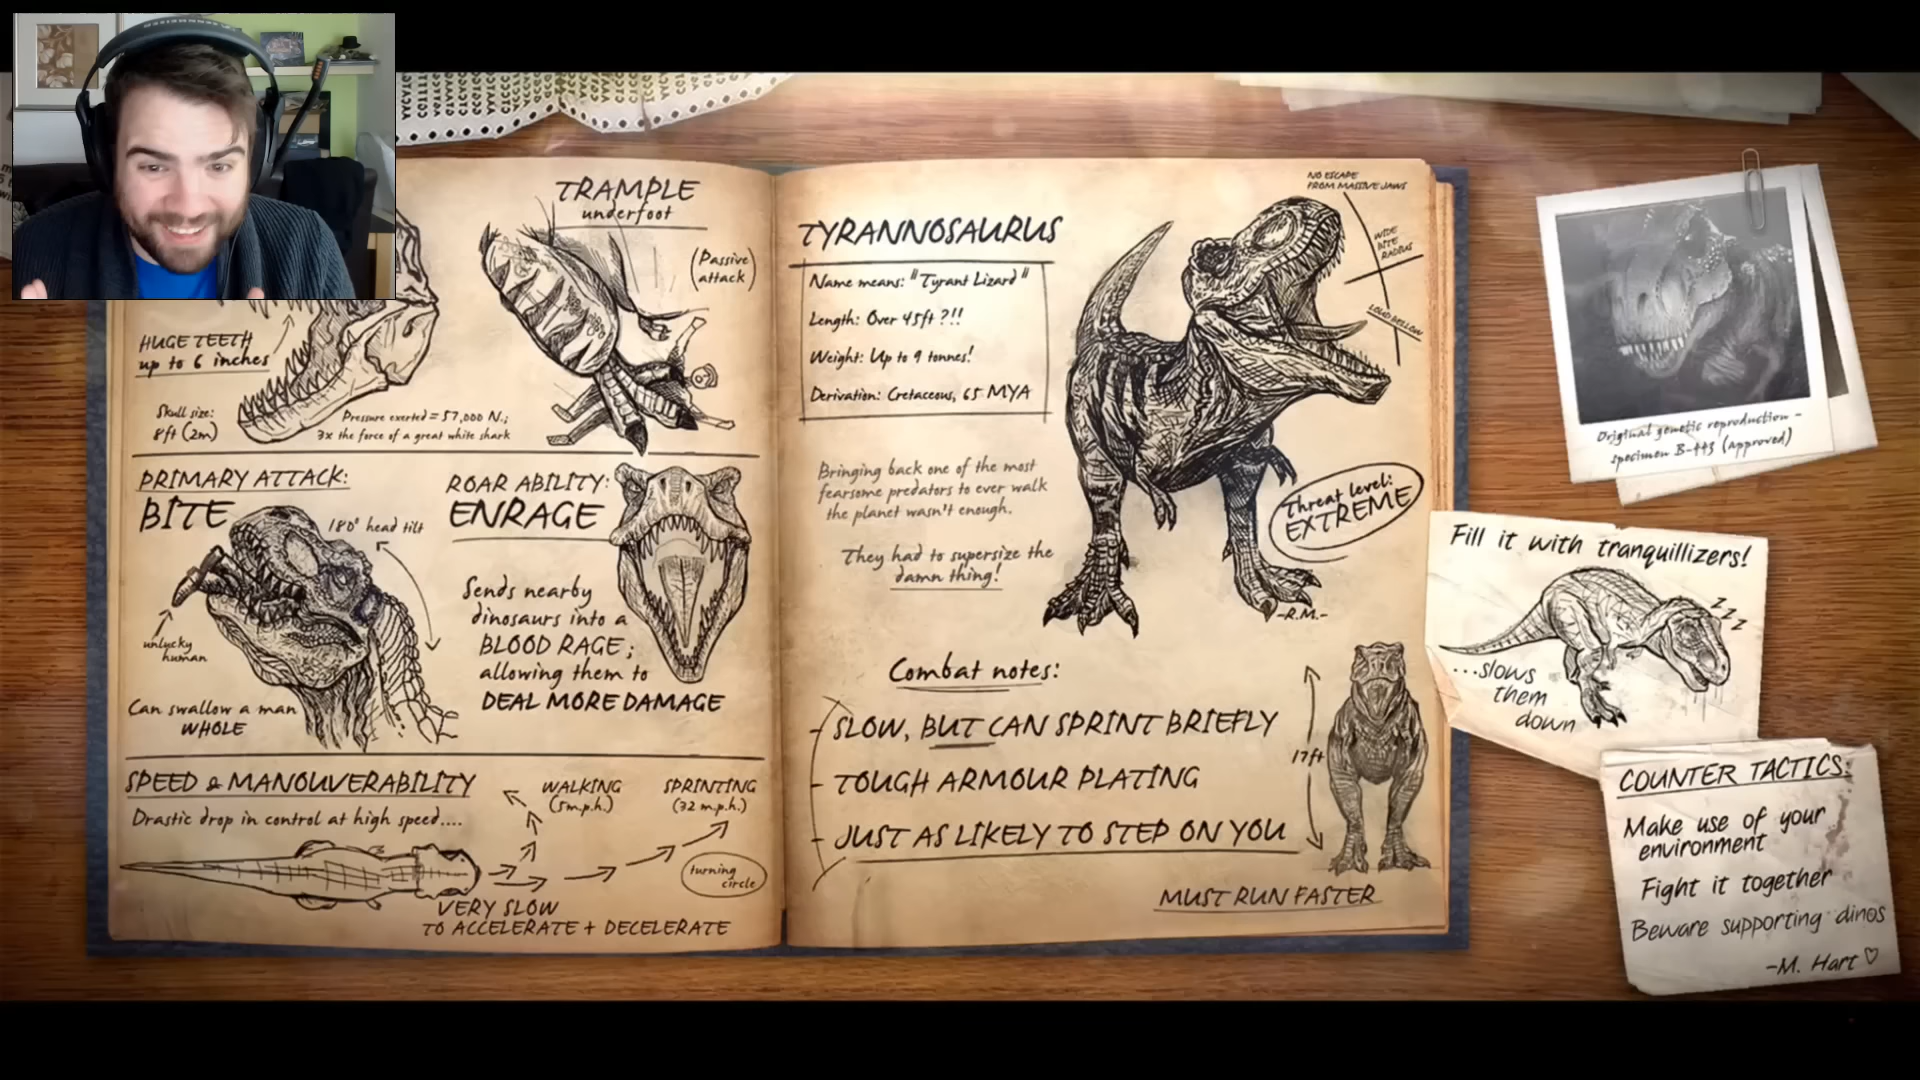 TRAMPLE
underfoot
(Passive
attack)
HUGE TEETH
up to 6 inches
Skull size:
8ft (2m)
Pressure exerted = 57,000 N.;
3x the force of a great white shark
PRIMARY ATTACK:
BITE
180° head tilt
unlucky
human
Can swallow a man
WHOLE
ROAR ABILITY:
ENRAGE
Sends nearby
dinosaurs into a
BLOOD RAGE;
allowing them to
DEAL MORE DAMAGE
SPEED & MANOUVERABILITY
Drastic drop in control at high speed....
WALKING
(5m.p.h.)
SPRINTING
(32 m.p.h.)
turning
circle
VERY SLOW
TO ACCELERATE + DECELERATE
TYRANNOSAURUS
Name means: "Tyrant Lizard"
Length: Over 45ft?!!
Weight: Up to 9 tonnes!
Derivation: Cretaceous, 65 MYA
NO ESCAPE
FROM MASSIVE JAWS
WIDE
BITE
RADIUS
LOUD BELLOW
Bringing back one of the most
fearsome predators to ever walk
the planet wasn't enough.
They had to supersize the
damn thing!
Threat level:
EXTREME
-R.M.-
Combat notes:
- SLOW, BUT CAN SPRINT BRIEFLY
- TOUGH ARMOUR PLATING
- JUST AS LIKELY TO STEP ON YOU
17ft
MUST RUN FASTER
Original genetic reproduction -
specimen B-443 (approved)
Fill it with tranquillizers!
z z z z
...slows
them
down
COUNTER TACTICS:
Make use of your
environment
Fight it together
Beware supporting dinos
-M. Hart ♡